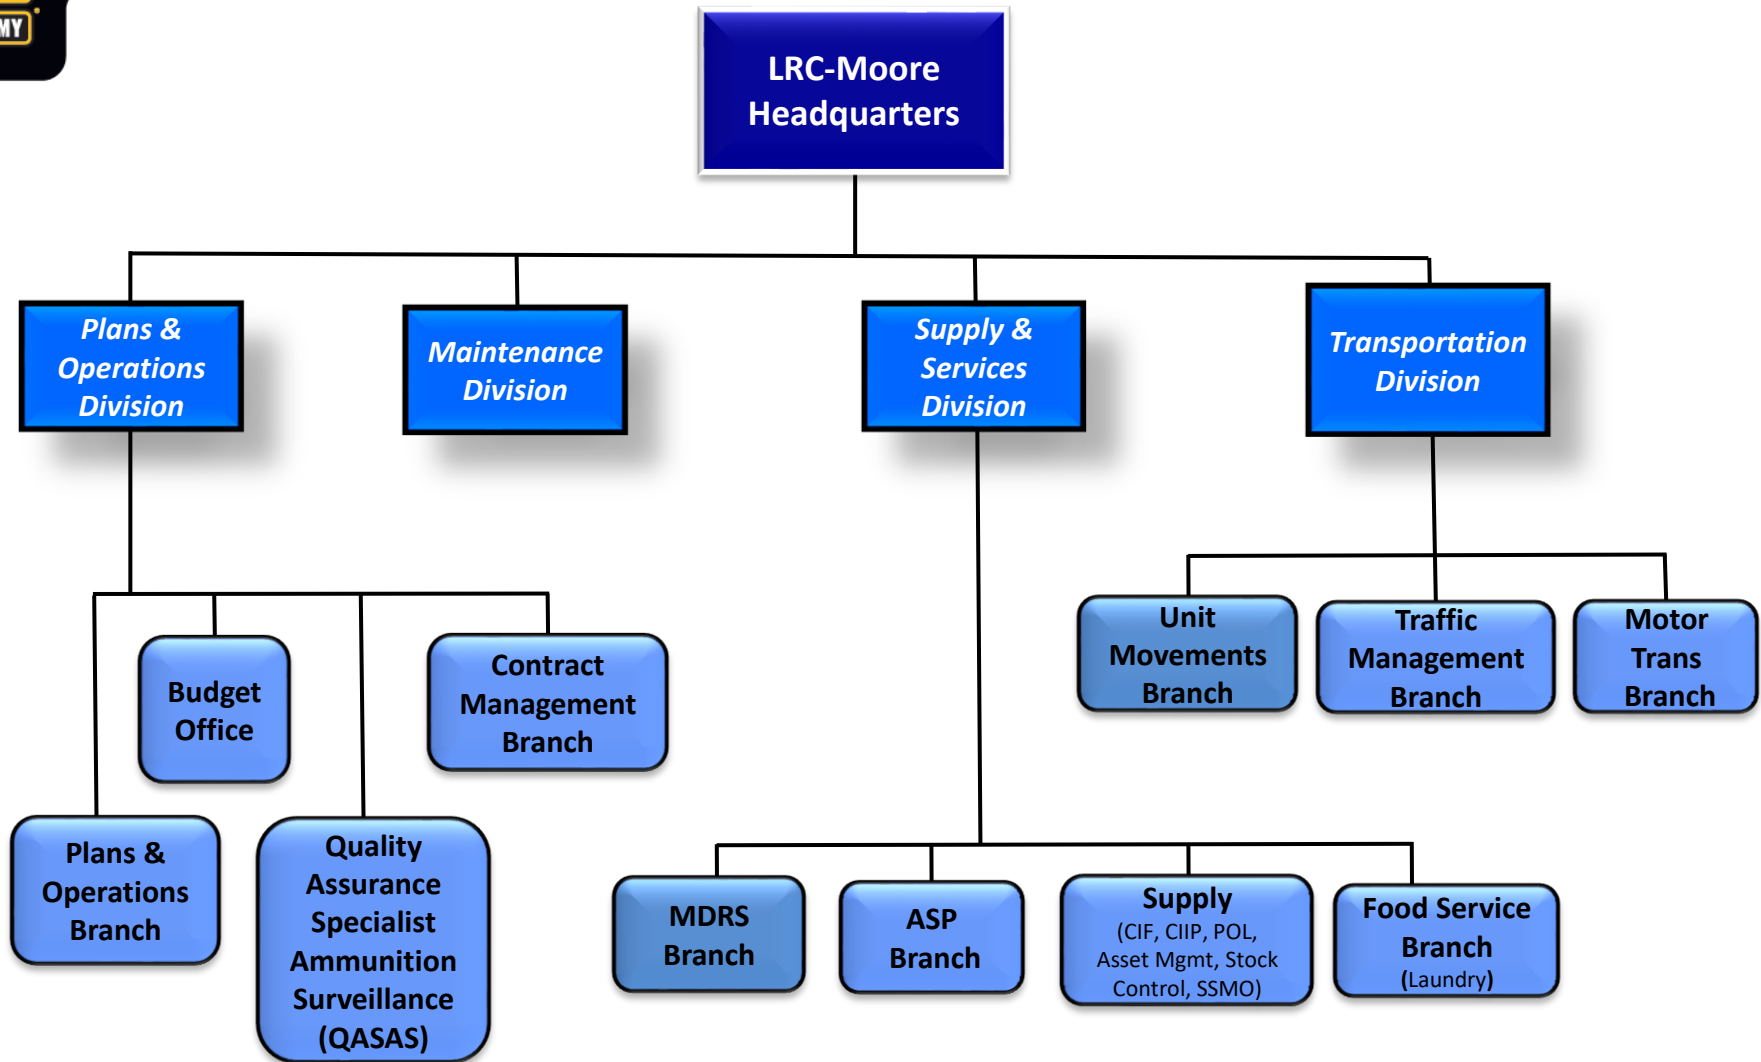 MY
LRC-Moore
Headquarters
Plans &
Operations
Division
Maintenance
Division
Supply &
Services
Division
Transportation
Division
Unit
Movements
Branch
Traffic
Management
Branch
Motor
Trans
Branch
Budget
Office
Contract
Management
Branch
Plans &
Operations
Branch
Quality
Assurance
Specialist
Ammunition
Surveillance
(QASAS)
MDRS
Branch
ASP
Branch
Supply
(CIF, CIIP, POL,
Asset Mgmt, Stock
Control, SSMO)
Food Service
Branch
(Laundry)